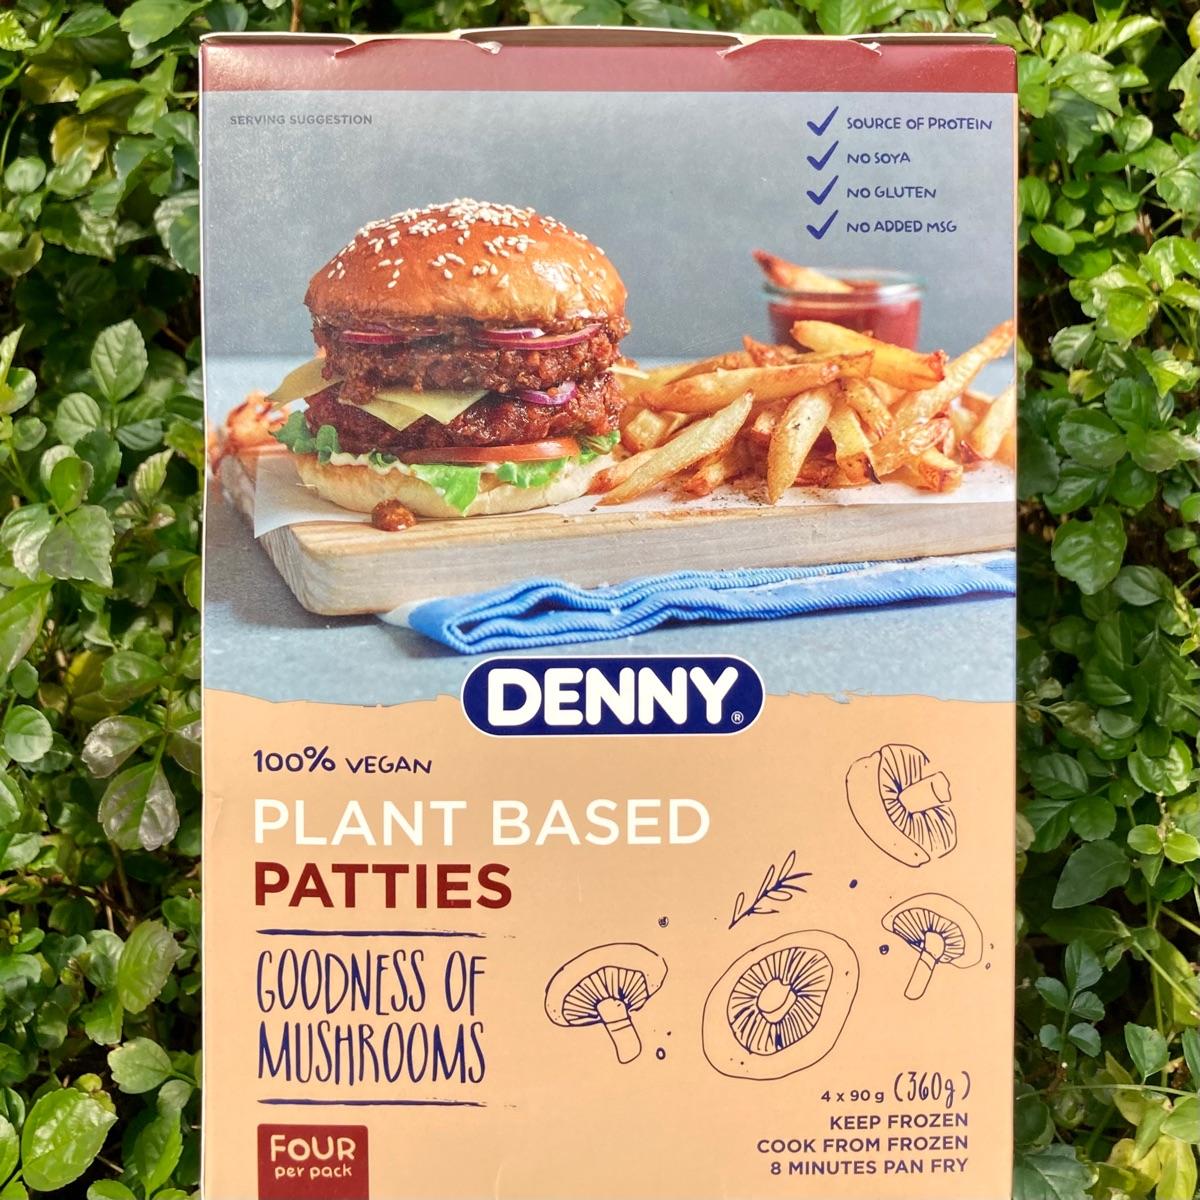 SERVING SUGGESTION
SOURCE OF PROTEIN
NO SOYA
NO GLUTEN
NO ADDED MSG
DENNY®
100% VEGAN
PLANT BASED
PATTIES
GOODNESS OF
MUSHROOMS
4 x 90 g (360g)
KEEP FROZEN
COOK FROM FROZEN
8 MINUTES PAN FRY
FOUR
per pack